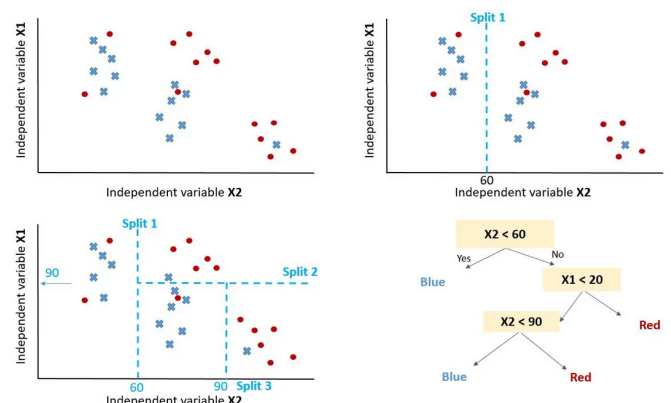 Independent variable X1
Independent variable X2
Split 1
Independent variable X1
60
Independent variable X2
Split 1
Independent variable X1
90
Split 2
60
90 Split 3
Independent variable X2
X2 < 60
Yes
No
Blue
X1 < 20
X2 < 90
Red
Blue
Red